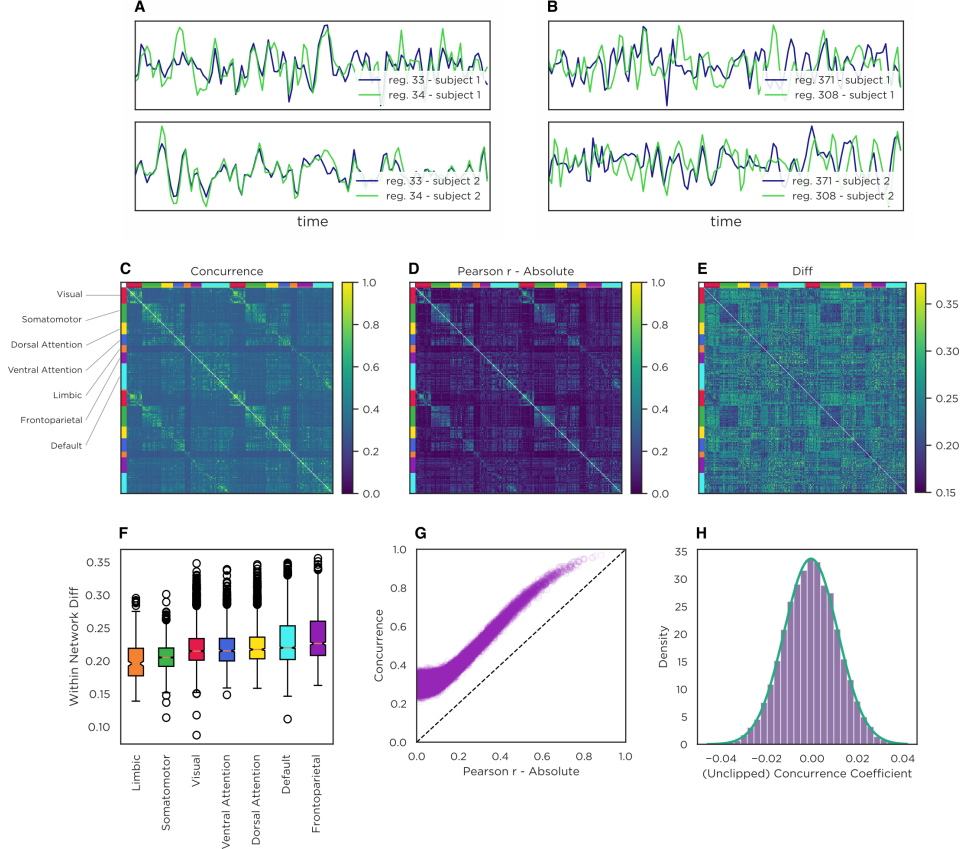 A
B
reg. 33 - subject 1
reg. 34 - subject 1
reg. 371 - subject 1
reg. 308 - subject 1
reg. 33 - subject 2
reg. 34 - subject 2
reg. 371 - subject 2
reg. 308 - subject 2
time
time
C
Concurrence
D
Pearson r - Absolute
E
Diff
Visual
Somatomotor
Dorsal Attention
Ventral Attention
Limbic
Frontoparietal
Default
1.0
0.8
0.6
0.4
0.2
0.0
1.0
0.8
0.6
0.4
0.2
0.0
0.35
0.30
0.25
0.20
0.15
F
Within Network Diff
0.35
0.30
0.25
0.20
0.15
0.10
Limbic
Somatomotor
Visual
Ventral Attention
Dorsal Attention
Default
Frontoparietal
G
Concurrence
1.0
0.8
0.6
0.4
0.2
0.0
0.0 0.2 0.4 0.6 0.8 1.0
Pearson r - Absolute
H
Density
35
30
25
20
15
10
5
0
−0.04 −0.02 0.00 0.02 0.04
(Unclipped) Concurrence Coefficient